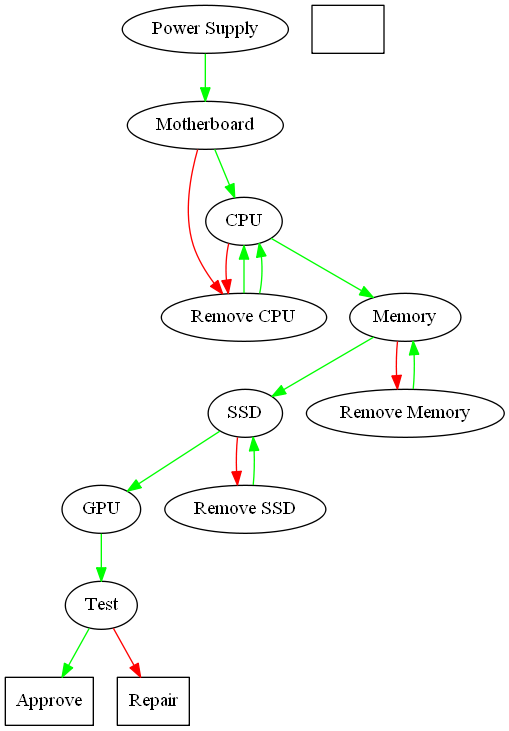 Power Supply
Motherboard
CPU
Remove CPU
Memory
SSD
Remove Memory
GPU
Remove SSD
Test
Approve
Repair